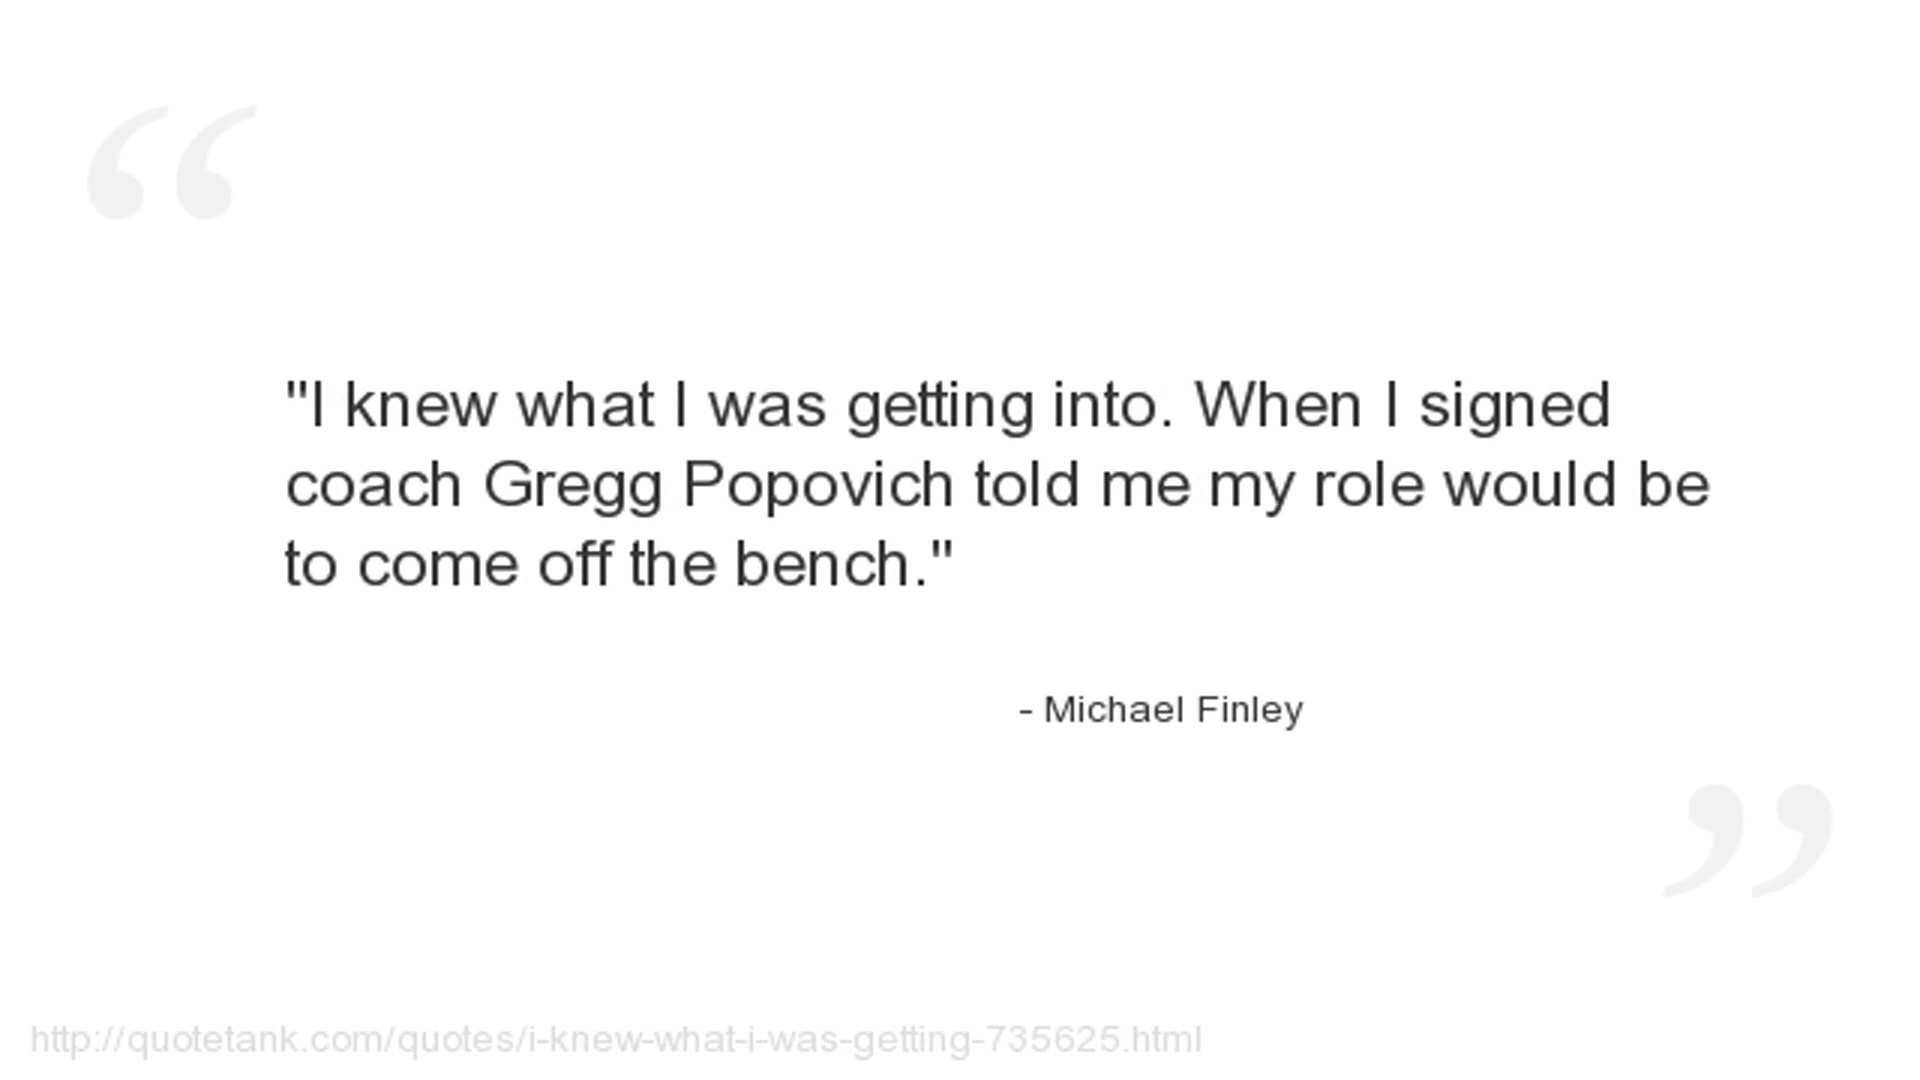 "I knew what I was getting into. When I signed
coach Gregg Popovich told me my role would be
to come off the bench."
- Michael Finley
http://quotetank.com/quotes/i-knew-what-i-was-getting-735625.html